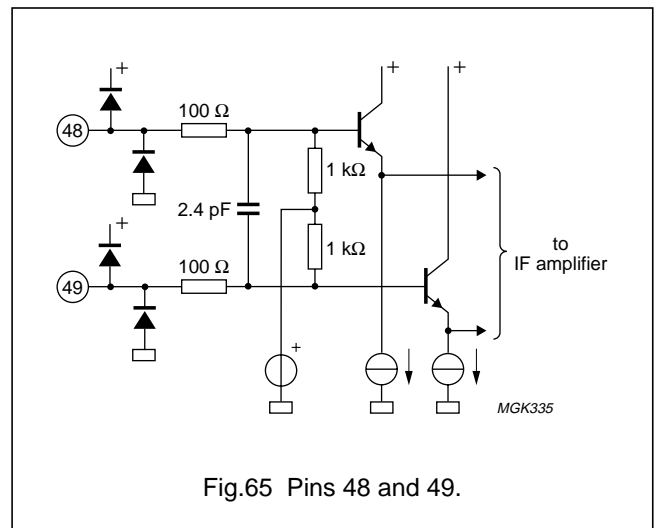 +
+
+
100 Ω
48
1 kΩ
2.4 pF
+
1 kΩ
to
IF amplifier
100 Ω
49
+
MGK335
Fig.65 Pins 48 and 49.